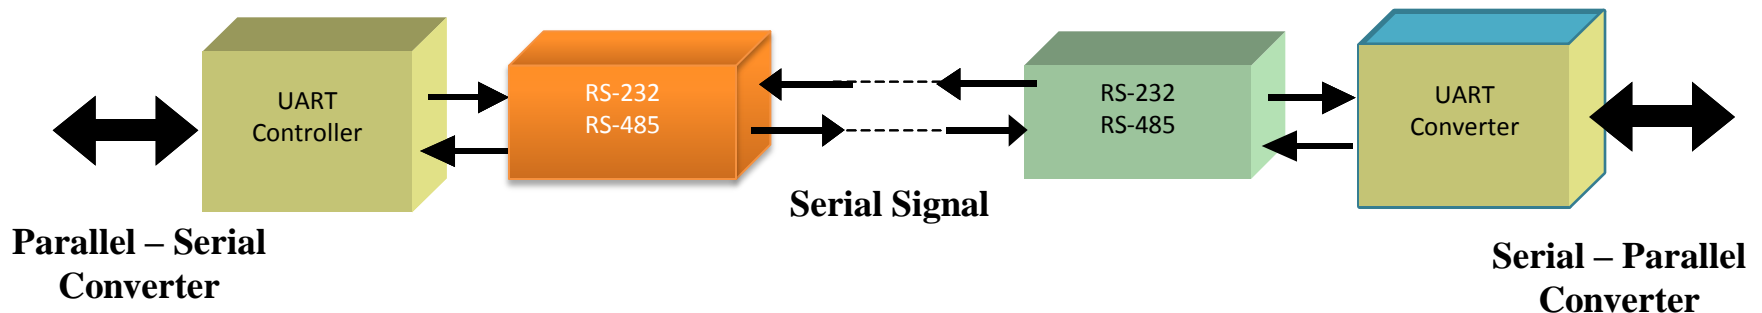 UART
Controller
RS-232
RS-485
RS-232
RS-485
UART
Converter
Serial Signal
Parallel – Serial
Converter
Serial – Parallel
Converter